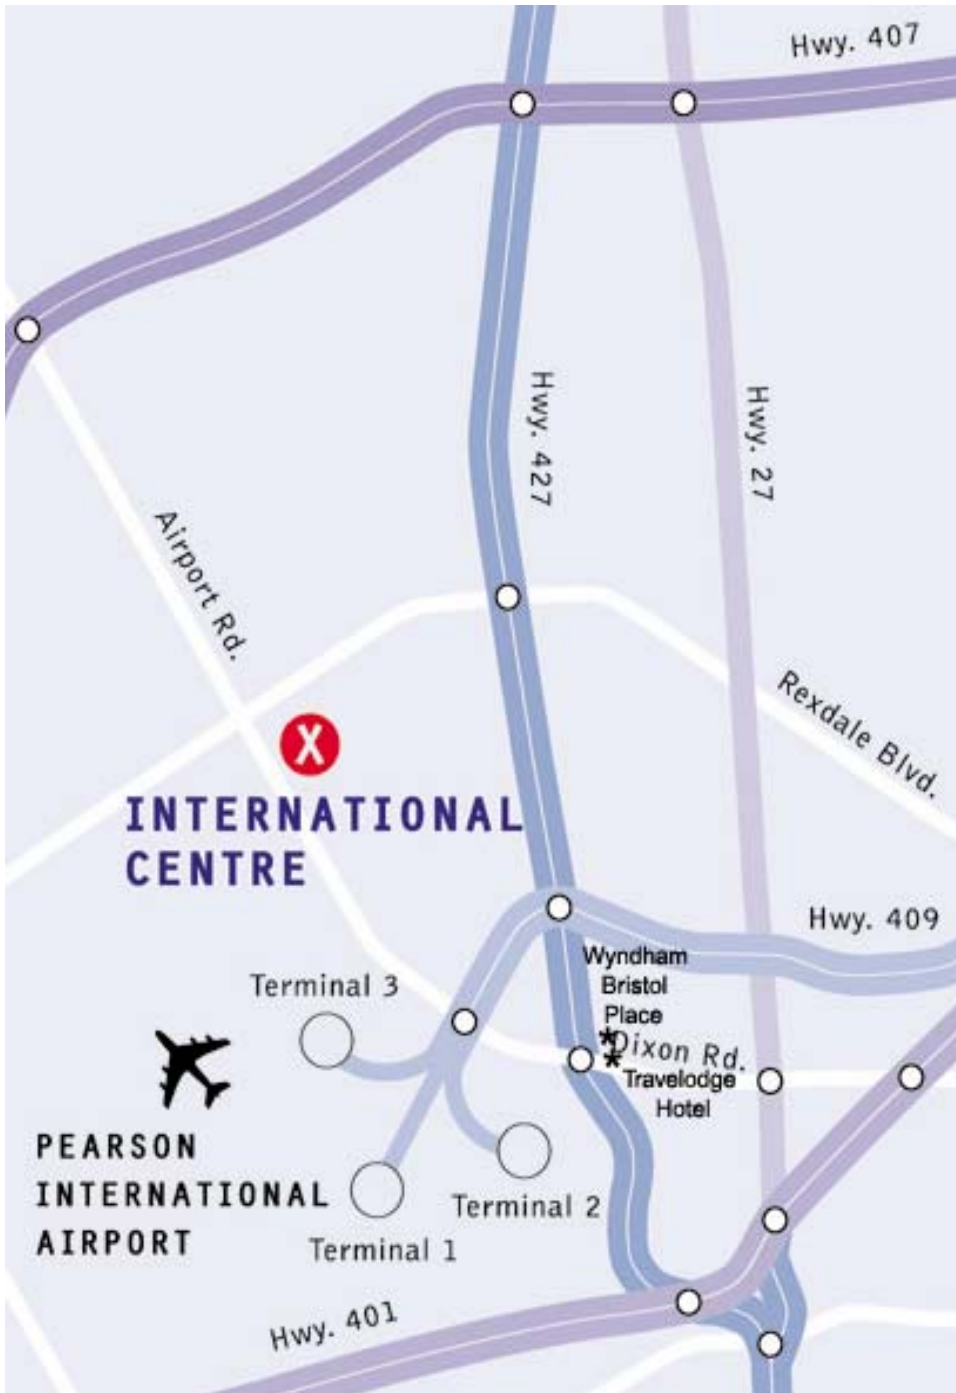 Hwy. 407
Hwy. 427
Hwy. 27
Airport Rd.
Rexdale Blvd.
X
INTERNATIONAL
CENTRE
Hwy. 409
Wyndham
Bristol
Place
*
Dixon Rd.
*
Travelodge
Hotel
Terminal 3
PEARSON
INTERNATIONAL
AIRPORT
Terminal 2
Terminal 1
Hwy. 401